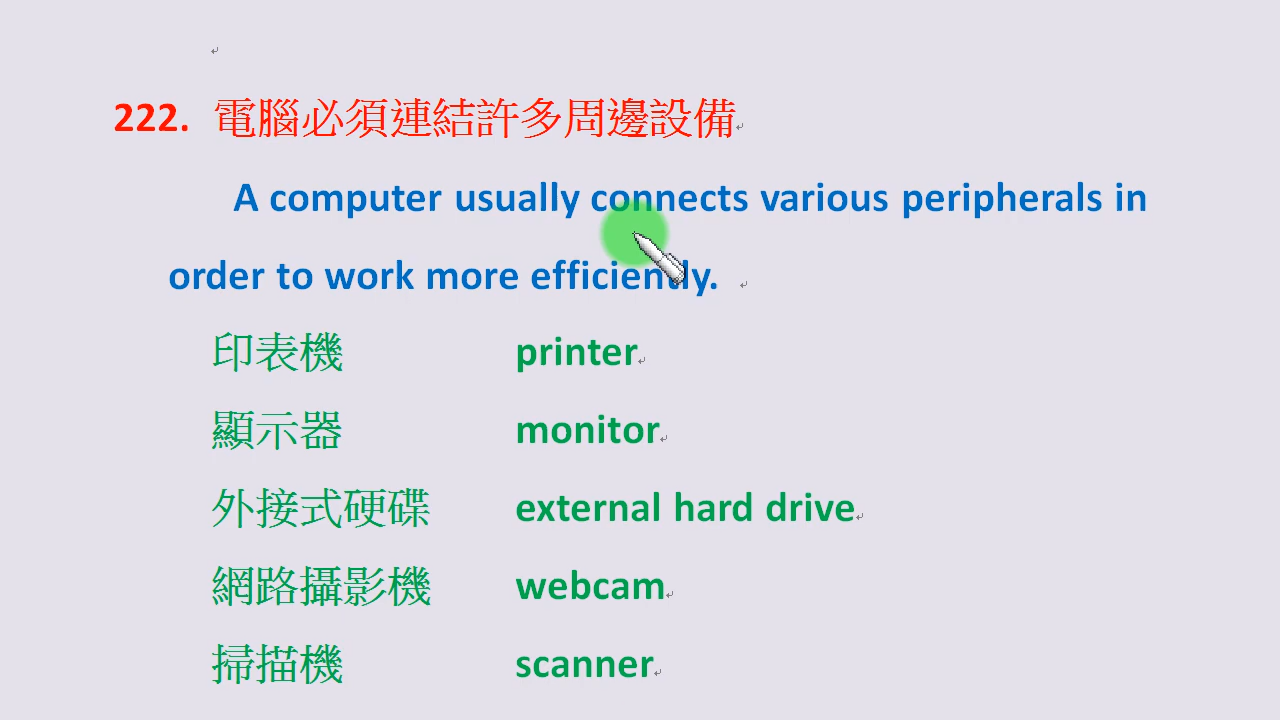 222. 電腦必須連結許多周邊設備
A computer usually connects various peripherals in
order to work more efficiently.
印表機 printer
顯示器 monitor
外接式硬碟 external hard drive
網路攝影機 webcam
掃描機 scanner